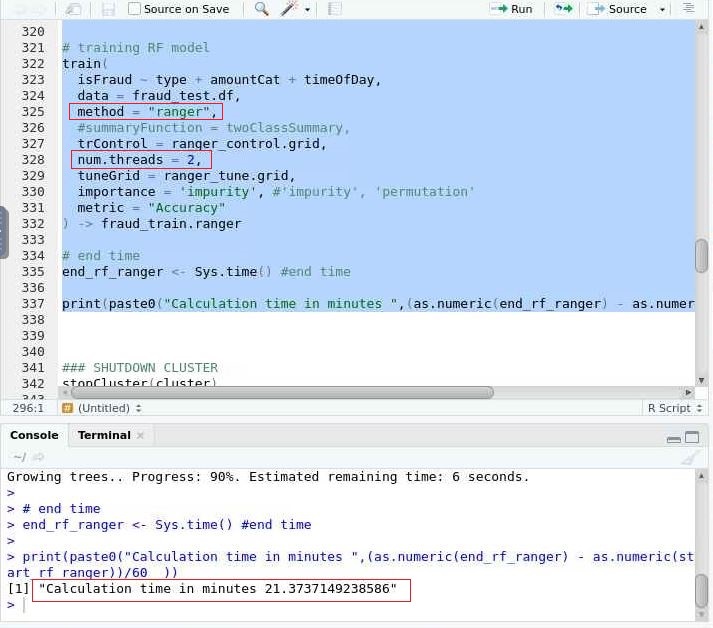 Source on Save
Run
Source
320
321 # training RF model
322 train(
323 isFraud ~ type + amountCat + timeOfDay,
324 data = fraud_test.df,
325 method = "ranger",
326 #summaryFunction = twoClassSummary,
327 trControl = ranger_control.grid,
328 num.threads = 2,
329 tuneGrid = ranger_tune.grid,
330 importance = 'impurity', #'impurity', 'permutation'
331 metric = "Accuracy"
332 ) -> fraud_train.ranger
333
334 # end time
335 end_rf_ranger <- Sys.time() #end time
336
337 print(paste0("Calculation time in minutes ",(as.numeric(end_rf_ranger) - as.numer
338
339
340
341 ### SHUTDOWN CLUSTER
342 stopCluster(cluster)
343
296:1 # (Untitled) R Script
Console Terminal ×
~/
Growing trees.. Progress: 90%. Estimated remaining time: 6 seconds.
>
> # end time
> end_rf_ranger <- Sys.time() #end time
>
> print(paste0("Calculation time in minutes ",(as.numeric(end_rf_ranger) - as.numeric(st
art_rf_ranger))/60 ))
[1] "Calculation time in minutes 21.3737149238586"
>